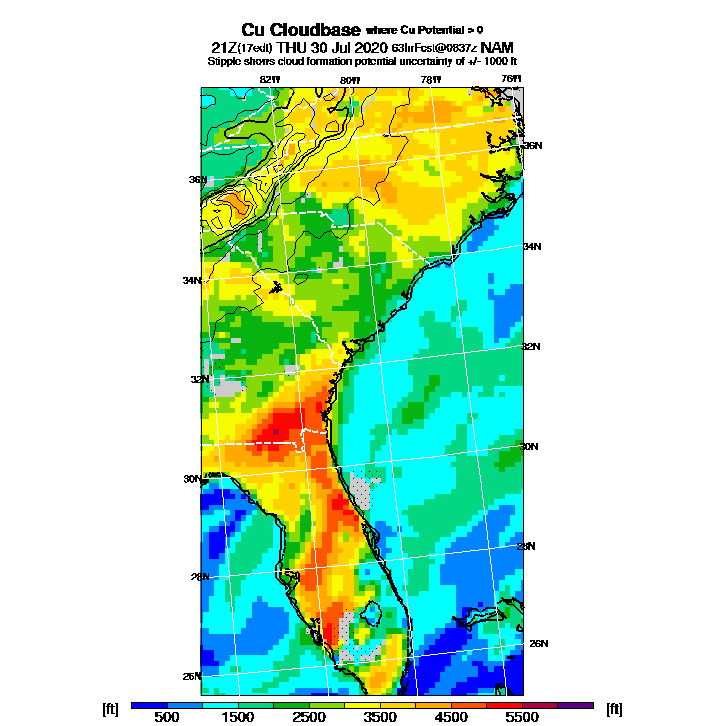 Cu Cloudbase where Cu Potential > 0
21Z(17edt) THU 30 Jul 2020 63hrFcst@0837z NAM
Stipple shows cloud formation potential uncertainty of +/- 1000 ft
82W 80W 78W 76W
36N
36N
34N
34N
32N
32N
30N
30N
28N
28N
26N
26N
[ft] 500 1500 2500 3500 4500 5500 [ft]